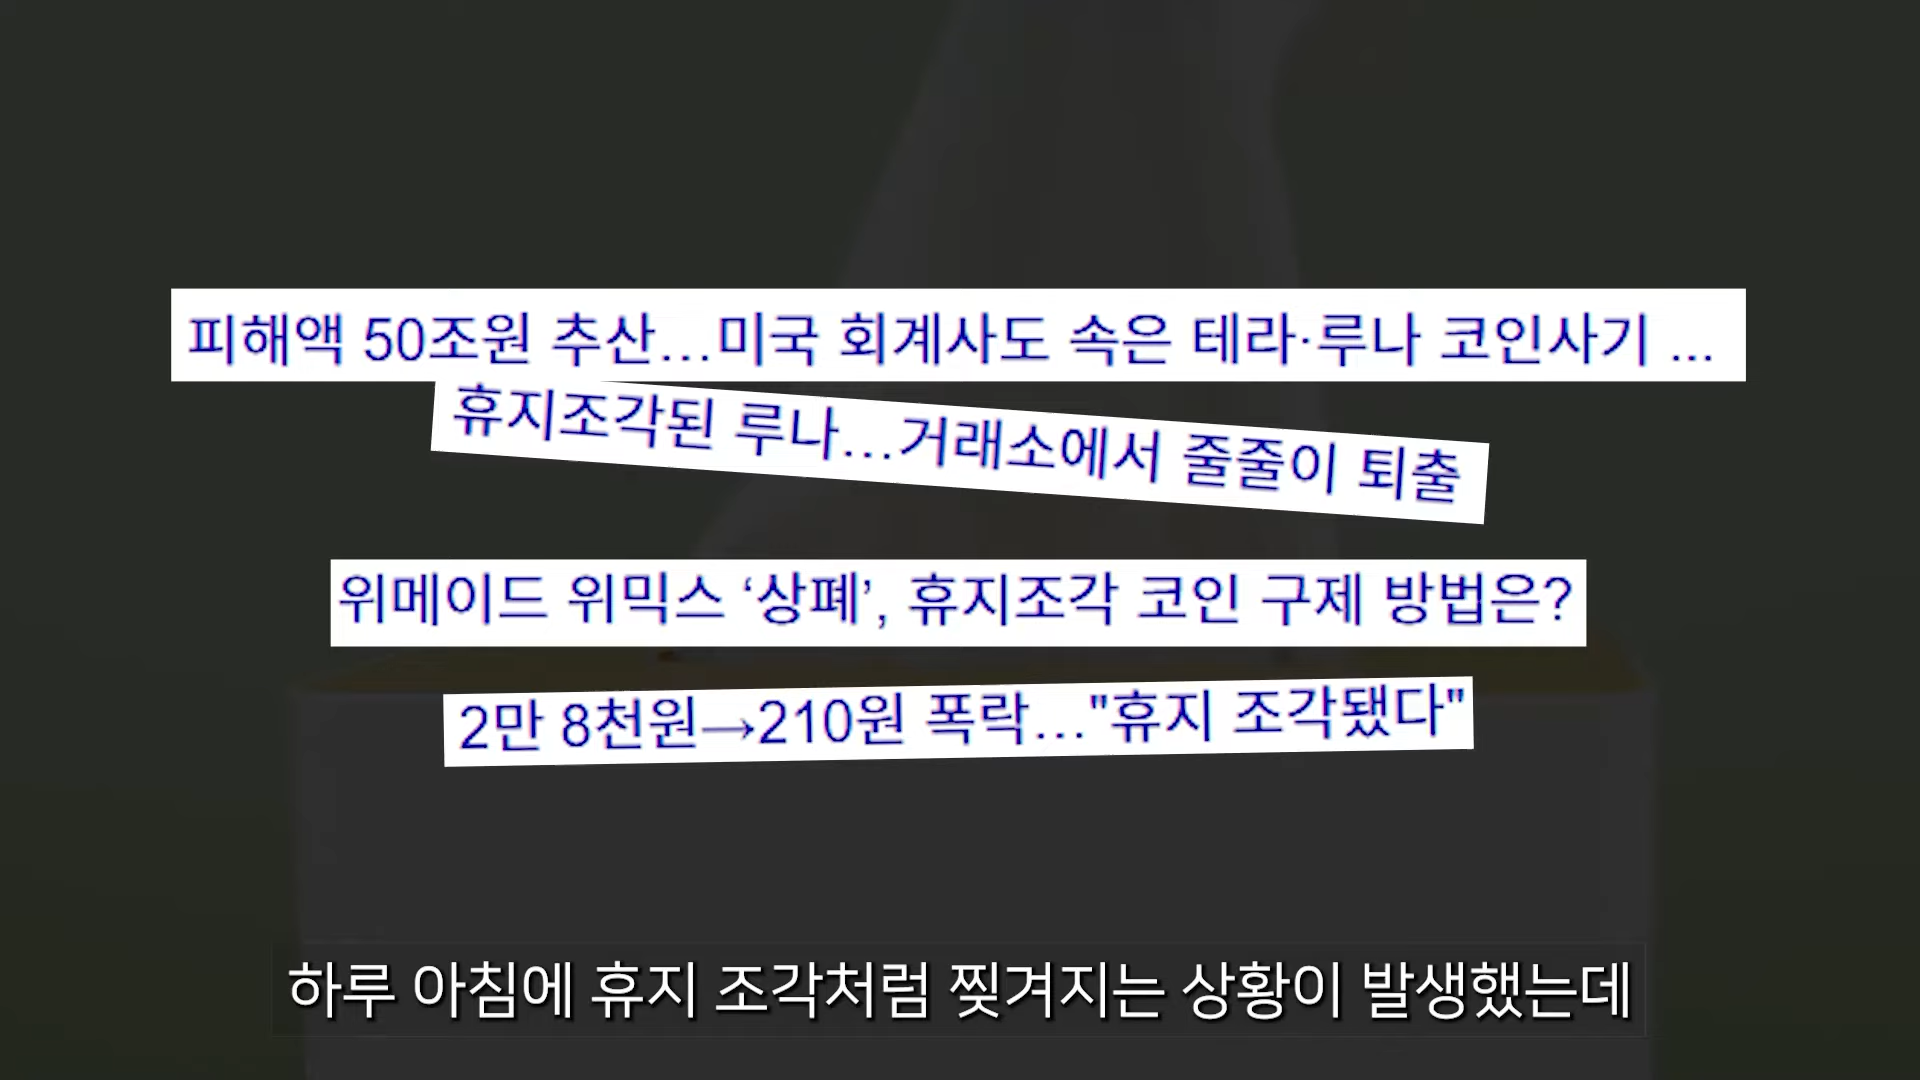 피해액 50조원 추산...미국 회계사도 속은 테라·루나 코인사기 ...
휴지조각된 루나...거래소에서 줄줄이 퇴출
위메이드 위믹스 ‘상폐’, 휴지조각 코인 구제 방법은?
2만 8천원→210원 폭락..."휴지 조각됐다"
하루 아침에 휴지 조각처럼 찢겨지는 상황이 발생했는데